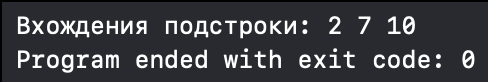 Вхождения подстроки: 2 7 10
Program ended with exit code: 0